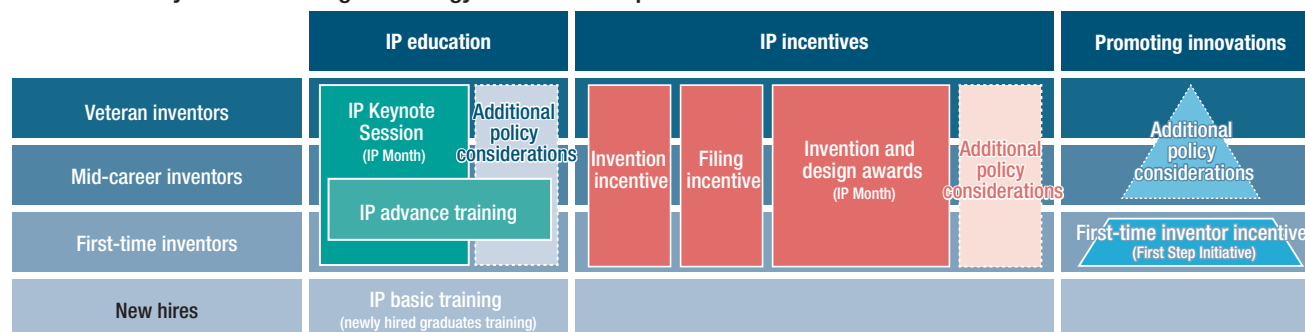 IP education
IP incentives
Promoting innovations
Veteran inventors
Mid-career inventors
First-time inventors
New hires
IP Keynote
Session
(IP Month)
Additional
policy
considerations
IP advance training
IP basic training
(newly hired graduates training)
Invention
incentive
Filing
incentive
Invention and
design awards
(IP Month)
Additional
policy
considerations
Additional
policy
considerations
First-time inventor incentive
(First Step Initiative)